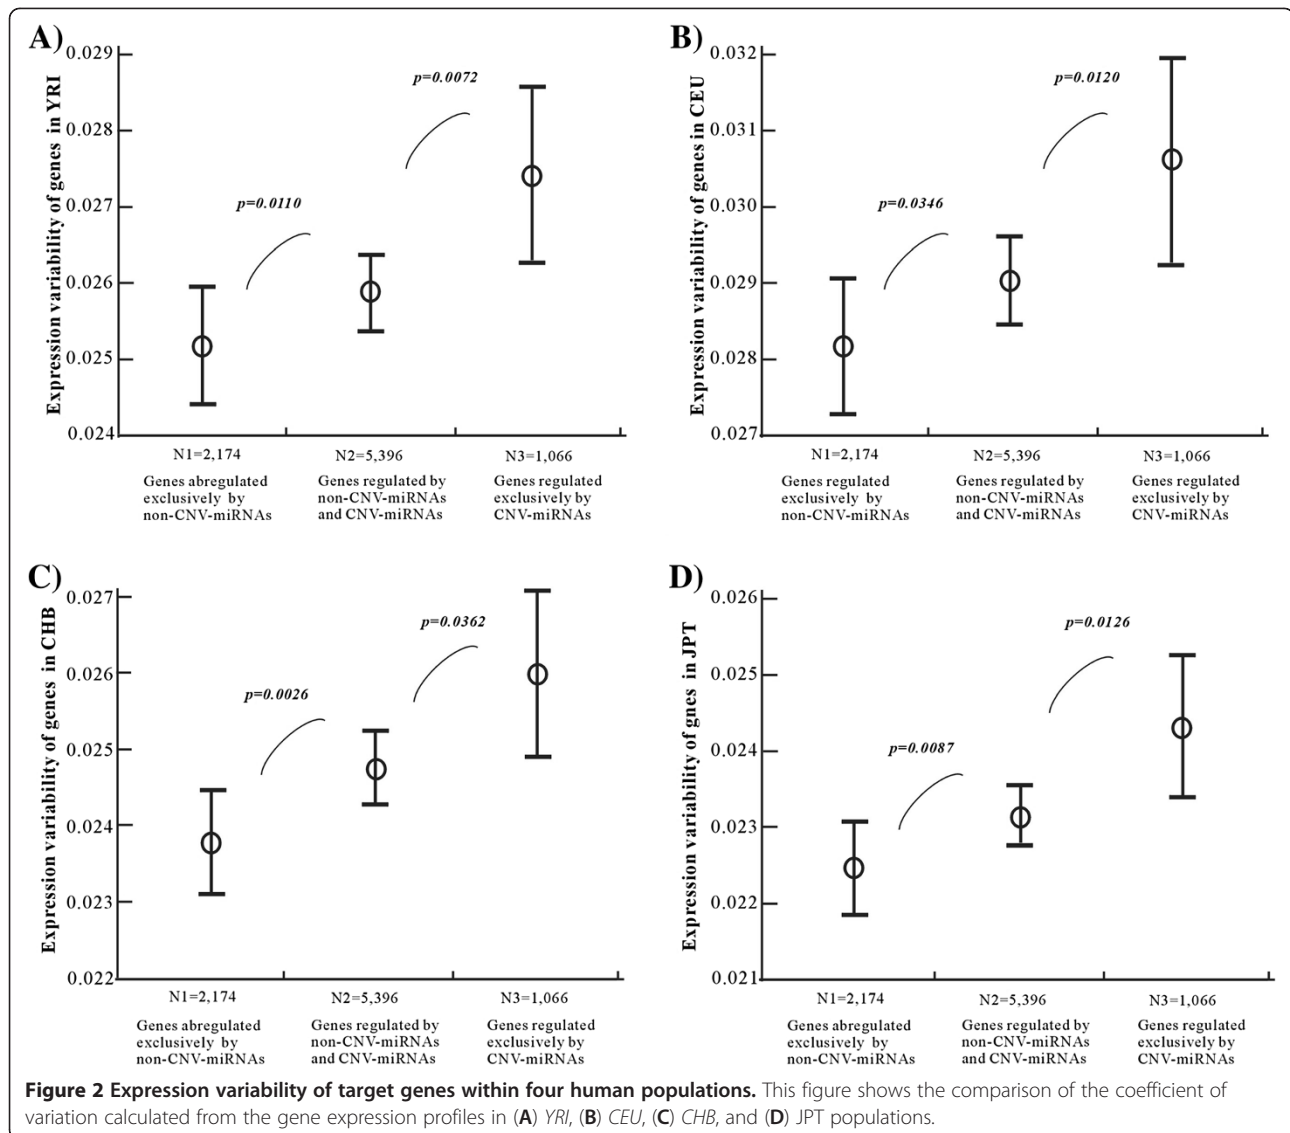 A)
0.029
0.028
0.027
0.026
0.025
0.024
Expression variability of genes in YRI
p=0.0110
p=0.0072
N1=2,174 N2=5,396 N3=1,066
Genes abregulated Genes regulated by Genes regulated
exclusively by non-CNV-miRNAs exclusively by
non-CNV-miRNAs and CNV-miRNAs CNV-miRNAs
B)
0.032
0.031
0.030
0.029
0.028
0.027
Expression variability of genes in CEU
p=0.0346
p=0.0120
N1=2,174 N2=5,396 N3=1,066
Genes regulated Genes regulated by Genes regulated
exclusively by non-CNV-miRNAs exclusively by
non-CNV-miRNAs and CNV-miRNAs CNV-miRNAs
C)
0.027
0.026
0.025
0.024
0.023
0.022
Expression variability of genes in CHB
p=0.0026
p=0.0362
N1=2,174 N2=5,396 N3=1,066
Genes abregulated Genes regulated by Genes regulated
exclusively by non-CNV-miRNAs exclusively by
non-CNV-miRNAs and CNV-miRNAs CNV-miRNAs
D)
0.026
0.025
0.024
0.023
0.022
0.021
Expression variability of gnes in JPT
p=0.0087
p=0.0126
N1=2,174 N2=5,396 N3=1,066
Genes abregulated Genes regulated by Genes regulated
exclusively by non-CNV-miRNAs exclusively by
non-CNV-miRNAs and CNV-miRNAs CNV-miRNAs
Figure 2 Expression variability of target genes within four human populations. This figure shows the comparison of the coefficient of
variation calculated from the gene expression profiles in (A) YRI, (B) CEU, (C) CHB, and (D) JPT populations.